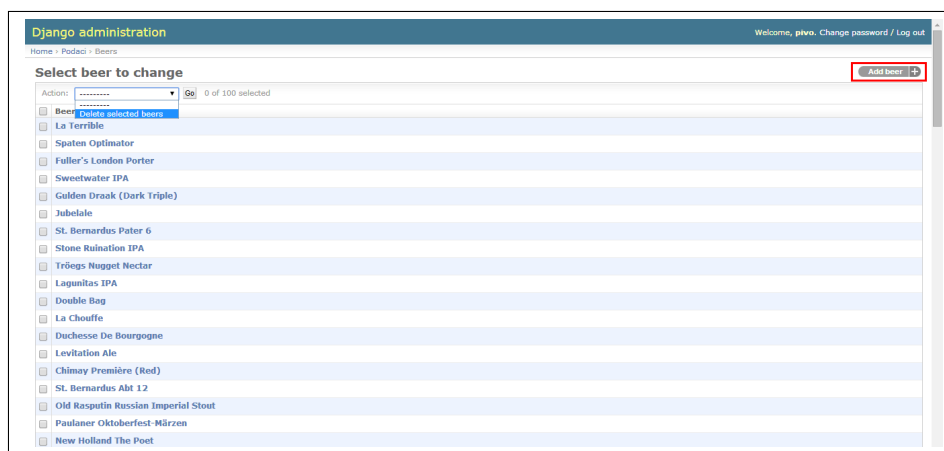 Django administration
Welcome, pivo. Change password / Log out
Home › Podaci › Beers
Select beer to change
Add beer +
Action: --------- Go 0 of 100 selected
---------
Delete selected beers
Beer
La Terrible
Spaten Optimator
Fuller's London Porter
Sweetwater IPA
Gulden Draak (Dark Triple)
Jubelale
St. Bernardus Pater 6
Stone Ruination IPA
Tröegs Nugget Nectar
Lagunitas IPA
Double Bag
La Chouffe
Duchesse De Bourgogne
Levitation Ale
Chimay Première (Red)
St. Bernardus Abt 12
Old Rasputin Russian Imperial Stout
Paulaner Oktoberfest-Märzen
New Holland The Poet